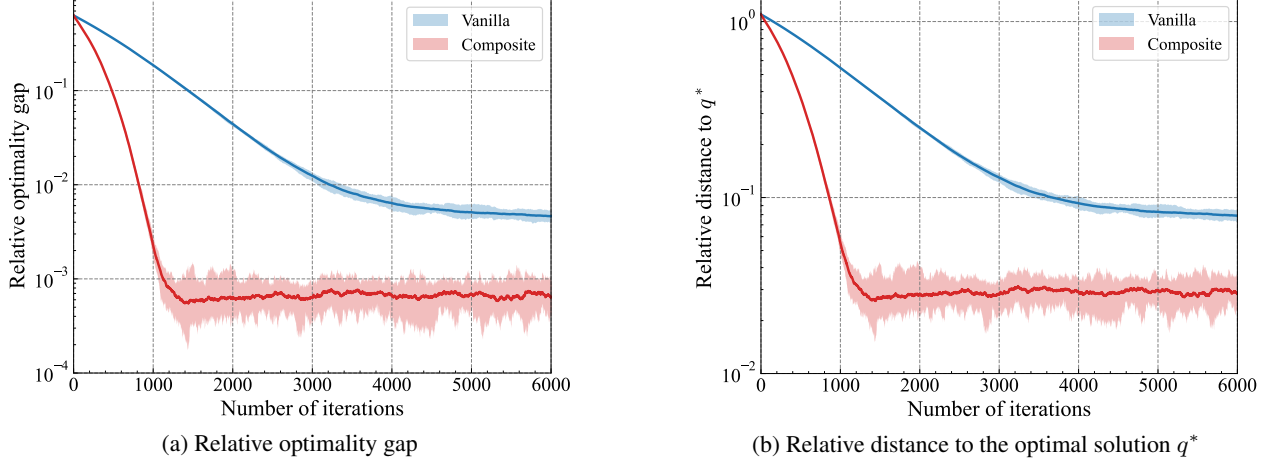 Vanilla
Composite
10⁻¹
10⁻²
10⁻³
10⁻⁴
Relative optimality gap
0 1000 2000 3000 4000 5000 6000
Number of iterations
(a) Relative optimality gap
Vanilla
Composite
10⁰
10⁻¹
10⁻²
Relative distance to q*
0 1000 2000 3000 4000 5000 6000
Number of iterations
(b) Relative distance to the optimal solution q*